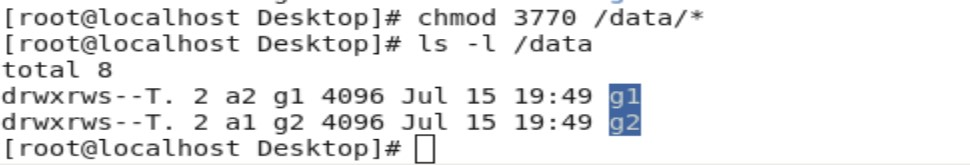 [root@localhost Desktop]# chmod 3770 /data/*
[root@localhost Desktop]# ls -l /data
total 8
drwxrws--T. 2 a2 g1 4096 Jul 15 19:49 g1
drwxrws--T. 2 a1 g2 4096 Jul 15 19:49 g2
[root@localhost Desktop]#